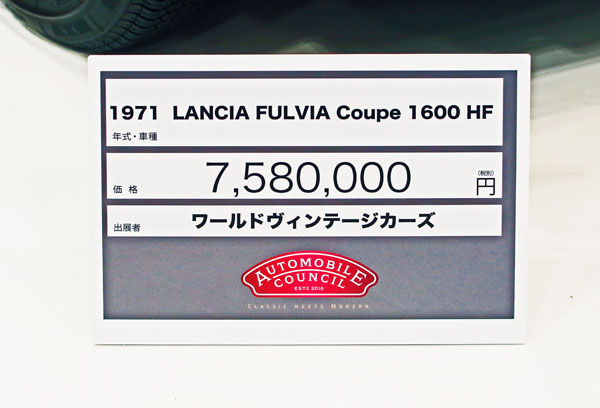 1971 LANCIA FULVIA Coupe 1600 HF
年式・車種
価格 7,580,000 (税別) 円
出展者 ワールドヴィンテージカーズ
AUTOMOBILE
COUNCIL
ESTD 2016
CLASSIC MEETS MODERN